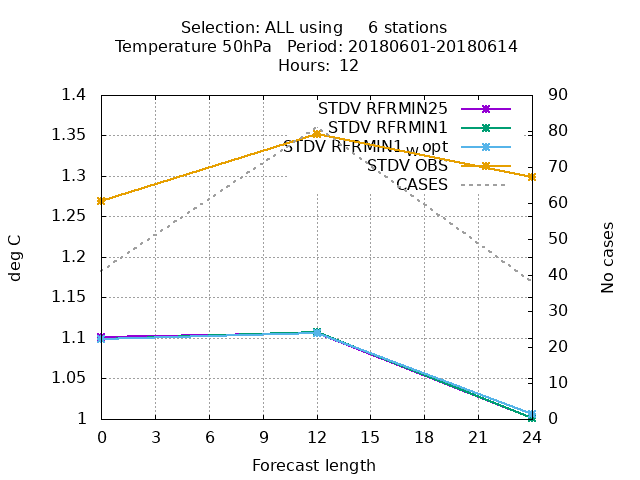 Selection: ALL using     6 stations
Temperature 50hPa   Period: 20180601-20180614
Hours:  12
1.4
1.35
1.3
1.25
1.2
1.15
1.1
1.05
1
deg C
STDV RFRMIN25
STDV RFRMIN1
STDV RFRMIN1_w opt
STDV OBS
CASES
90
80
70
60
50
40
30
20
10
0
No cases
0 3 6 9 12 15 18 21 24
Forecast length